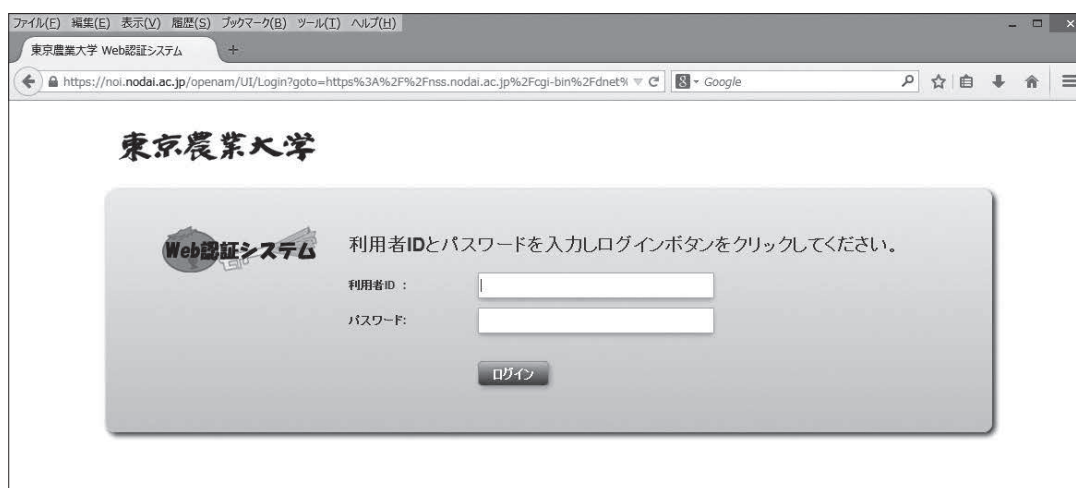 ファイル(F) 編集(E) 表示(V) 履歴(S) ブックマーク(B) ツール(T) ヘルプ(H)
東京農業大学 Web認証システム
https://noi.nodai.ac.jp/openam/UI/Login?goto=https%3A%2F%2Fnss.nodai.ac.jp%2Fcgi-bin%2Fdnet% Google
東京農業大学
Web認証システム 利用者IDとパスワードを入力しログインボタンをクリックしてください。
利用者ID :
パスワード:
ログイン